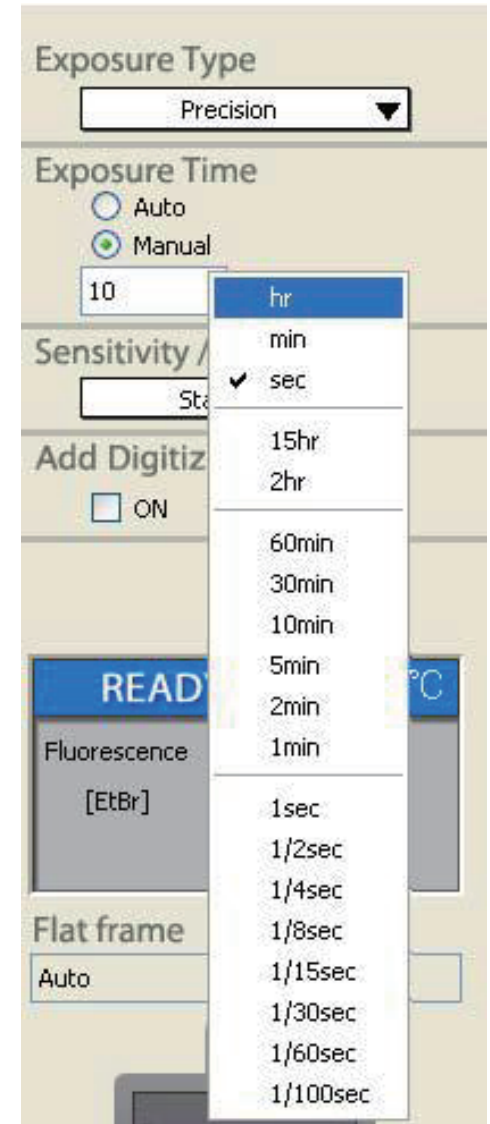 Exposure Type
Precision
Exposure Time
Auto
Manual
10
hr
min
Sensitivity /
sec
Sta
15hr
Add Digitiz
2hr
ON
60min
30min
10min
5min
READY °C
2min
Fluorescence
1min
[EtBr]
1sec
1/2sec
1/4sec
Flat frame
1/8sec
Auto
1/15sec
1/30sec
1/60sec
1/100sec